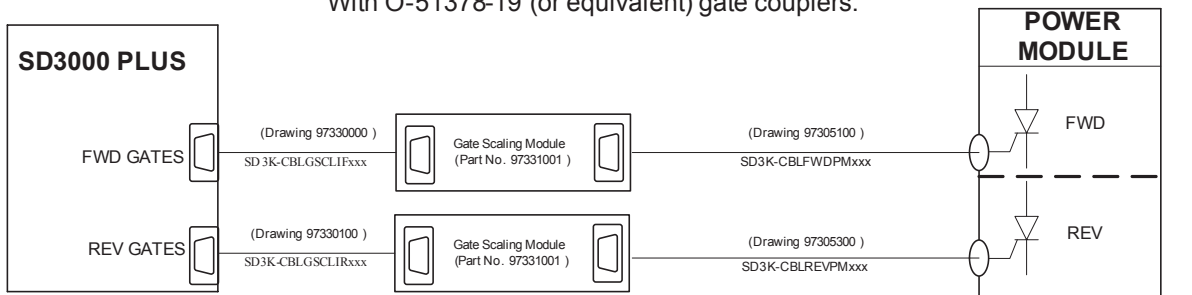 With O-51378-19 (or equivalent) gate couplers.
POWER
MODULE
SD3000 PLUS
FWD GATES
(Drawing 97330000 )
SD3K-CBLGSCLIFxxx
Gate Scaling Module
(Part No. 97331001 )
(Drawing 97305100 )
SD3K-CBLFWDPMxxx
FWD
REV GATES
(Drawing 97330100 )
SD3K-CBLGSCLIRxxx
Gate Scaling Module
(Part No. 97331001 )
(Drawing 97305300 )
SD3K-CBLREVPMxxx
REV